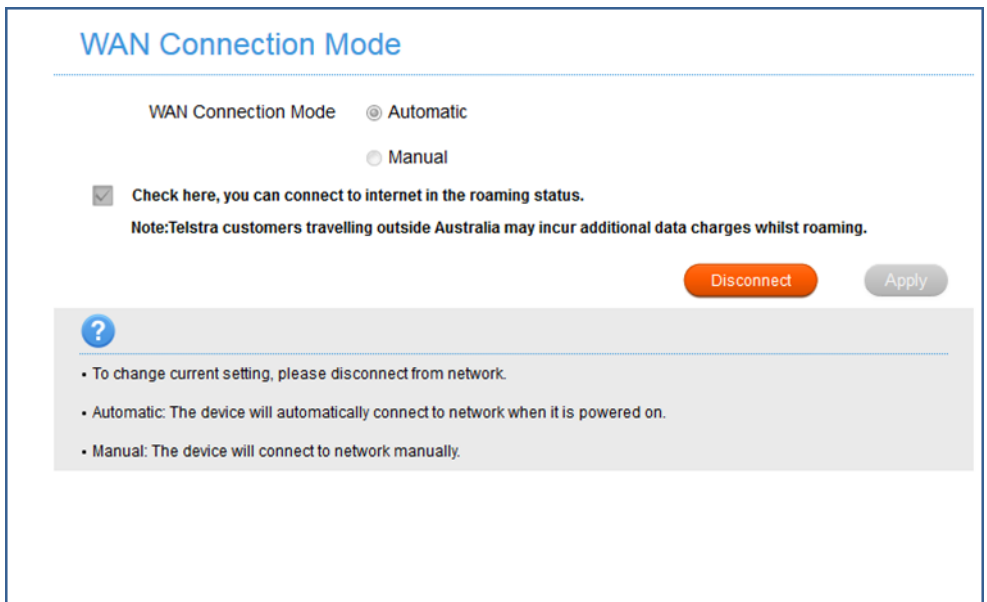 WAN Connection Mode
WAN Connection Mode Automatic
Manual
Check here, you can connect to internet in the roaming status.
Note:Telstra customers travelling outside Australia may incur additional data charges whilst roaming.
Disconnect Apply
?
• To change current setting, please disconnect from network.
• Automatic: The device will automatically connect to network when it is powered on.
• Manual: The device will connect to network manually.